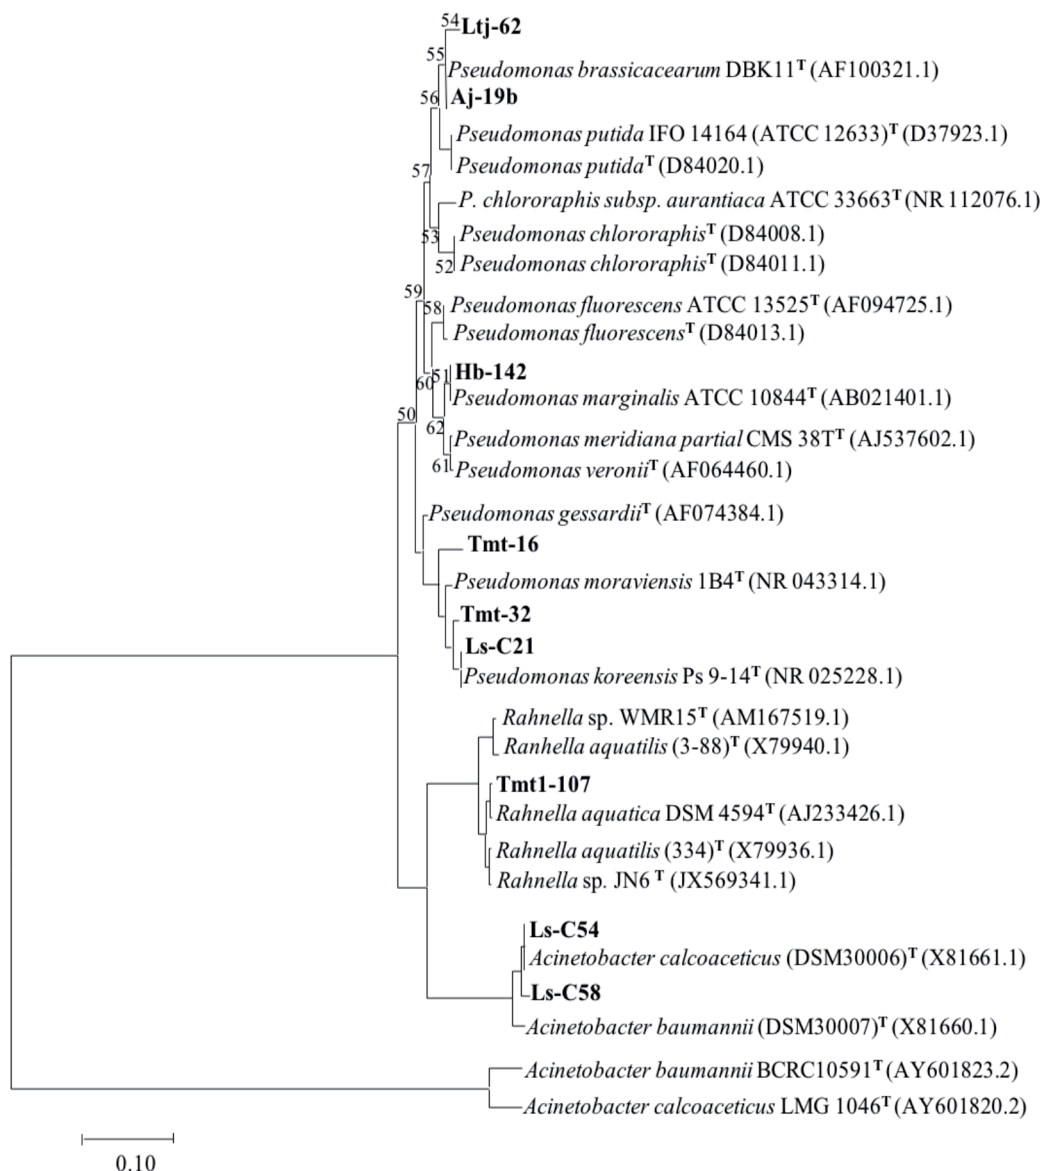 54 Ltj-62
55
Pseudomonas brassicacearum DBK11ᵀ (AF100321.1)
56 Aj-19b
Pseudomonas putida IFO 14164 (ATCC 12633)ᵀ (D37923.1)
Pseudomonas putidaᵀ (D84020.1)
57
P. chlororaphis subsp. aurantiaca ATCC 33663ᵀ (NR 112076.1)
53 Pseudomonas chlororaphisᵀ (D84008.1)
52 Pseudomonas chlororaphisᵀ (D84011.1)
59
58 Pseudomonas fluorescens ATCC 13525ᵀ (AF094725.1)
Pseudomonas fluorescensᵀ (D84013.1)
60 51 Hb-142
Pseudomonas marginalis ATCC 10844ᵀ (AB021401.1)
50
62
Pseudomonas meridiana partial CMS 38Tᵀ (AJ537602.1)
61 Pseudomonas veroniiᵀ (AF064460.1)
Pseudomonas gessardiiᵀ (AF074384.1)
Tmt-16
Pseudomonas moraviensis 1B4ᵀ (NR 043314.1)
Tmt-32
Ls-C21
Pseudomonas koreensis Ps 9-14ᵀ (NR 025228.1)
Rahnella sp. WMR15ᵀ (AM167519.1)
Ranhella aquatilis (3-88)ᵀ (X79940.1)
Tmt1-107
Rahnella aquatica DSM 4594ᵀ (AJ233426.1)
Rahnella aquatilis (334)ᵀ (X79936.1)
Rahnella sp. JN6 ᵀ (JX569341.1)
Ls-C54
Acinetobacter calcoaceticus (DSM30006)ᵀ (X81661.1)
Ls-C58
Acinetobacter baumannii (DSM30007)ᵀ (X81660.1)
Acinetobacter baumannii BCRC10591ᵀ (AY601823.2)
Acinetobacter calcoaceticus LMG 1046ᵀ (AY601820.2)
0.10